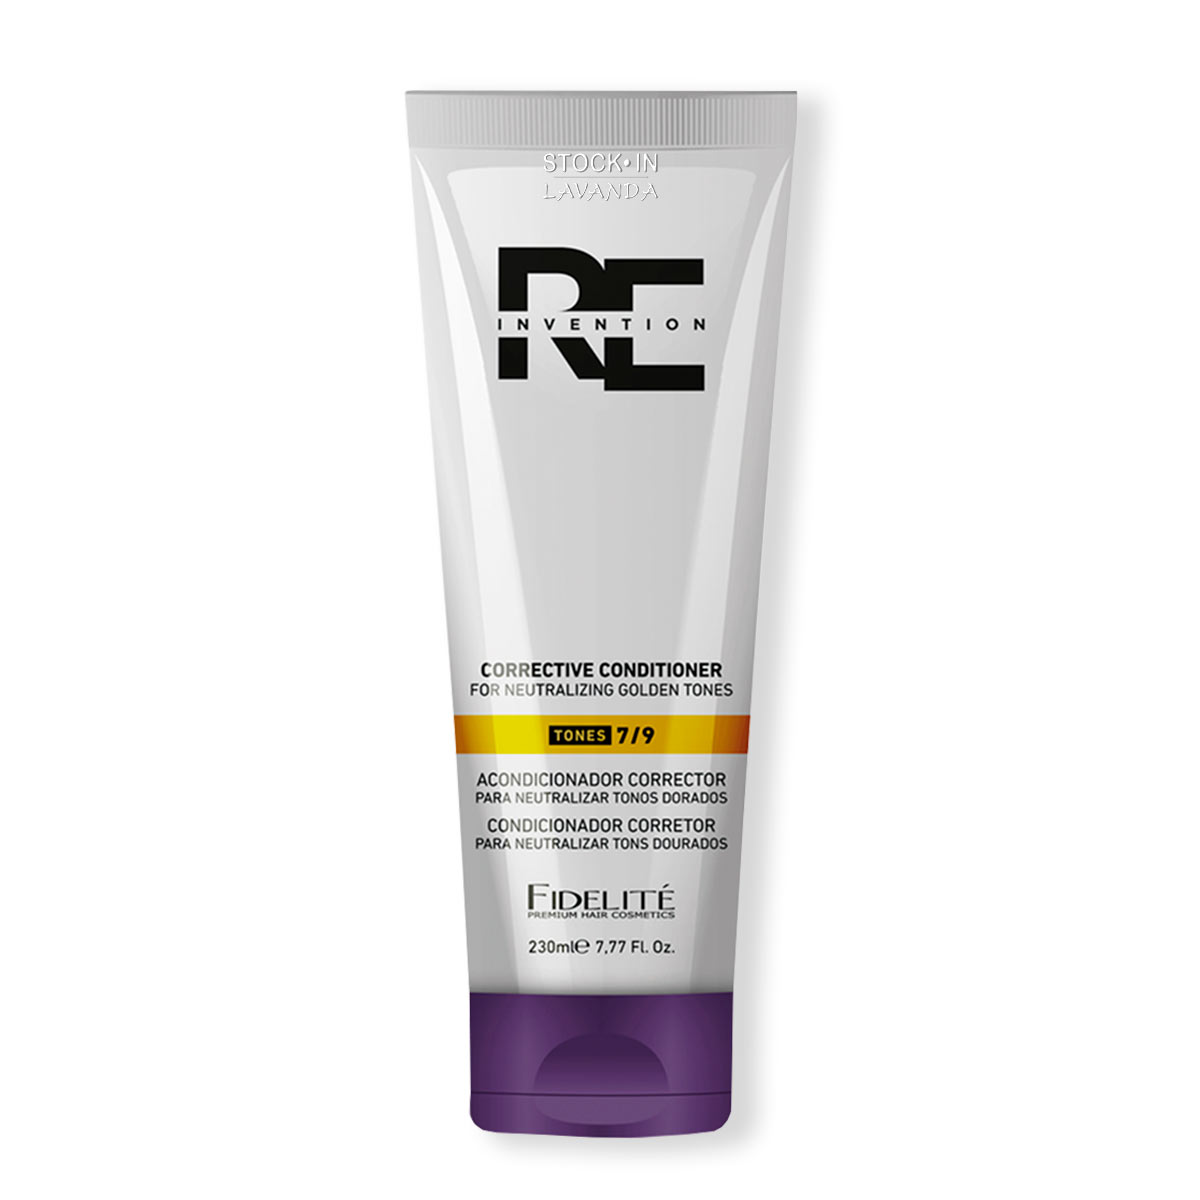 STOCK•IN
LAVANDA
RE
INVENTION
CORRECTIVE CONDITIONER
FOR NEUTRALIZING GOLDEN TONES
TONES 7/9
ACONDICIONADOR CORRECTOR
PARA NEUTRALIZAR TONOS DORADOS
CONDICIONADOR CORRETOR
PARA NEUTRALIZAR TONS DOURADOS
FIDELITÉ
PREMIUM HAIR COSMETICS
230ml℮ 7,77 Fl. Oz.